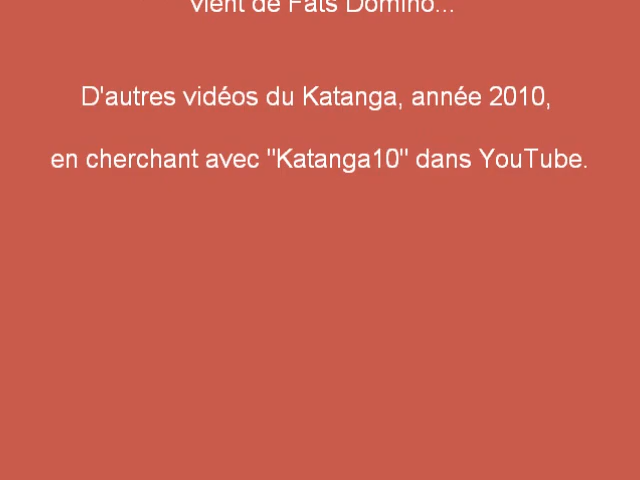 vient de Fats Domino...
D'autres vidéos du Katanga, année 2010,
en cherchant avec "Katanga10" dans YouTube.